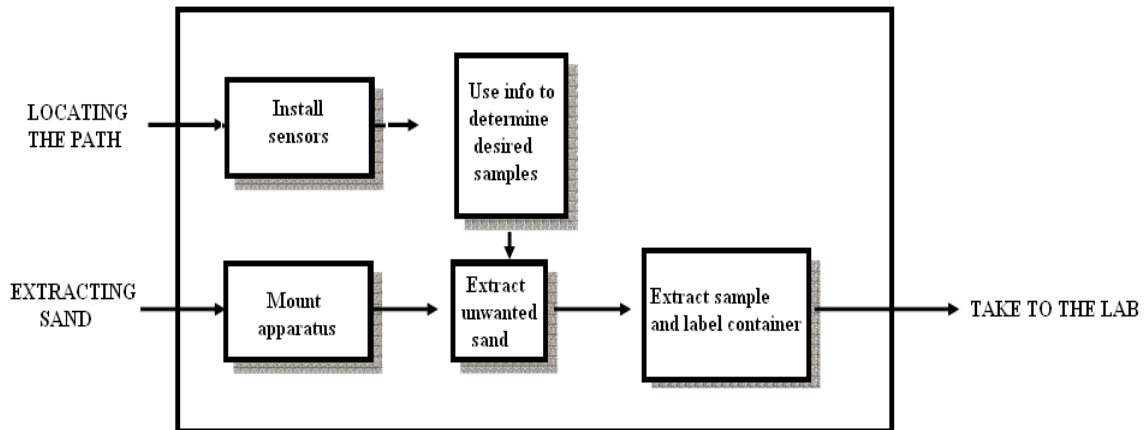 LOCATING
THE PATH
Install
sensors
Use info to
determine
desired
samples
EXTRACTING
SAND
Mount
apparatus
Extract
unwanted
sand
Extract sample
and label container
TAKE TO THE LAB